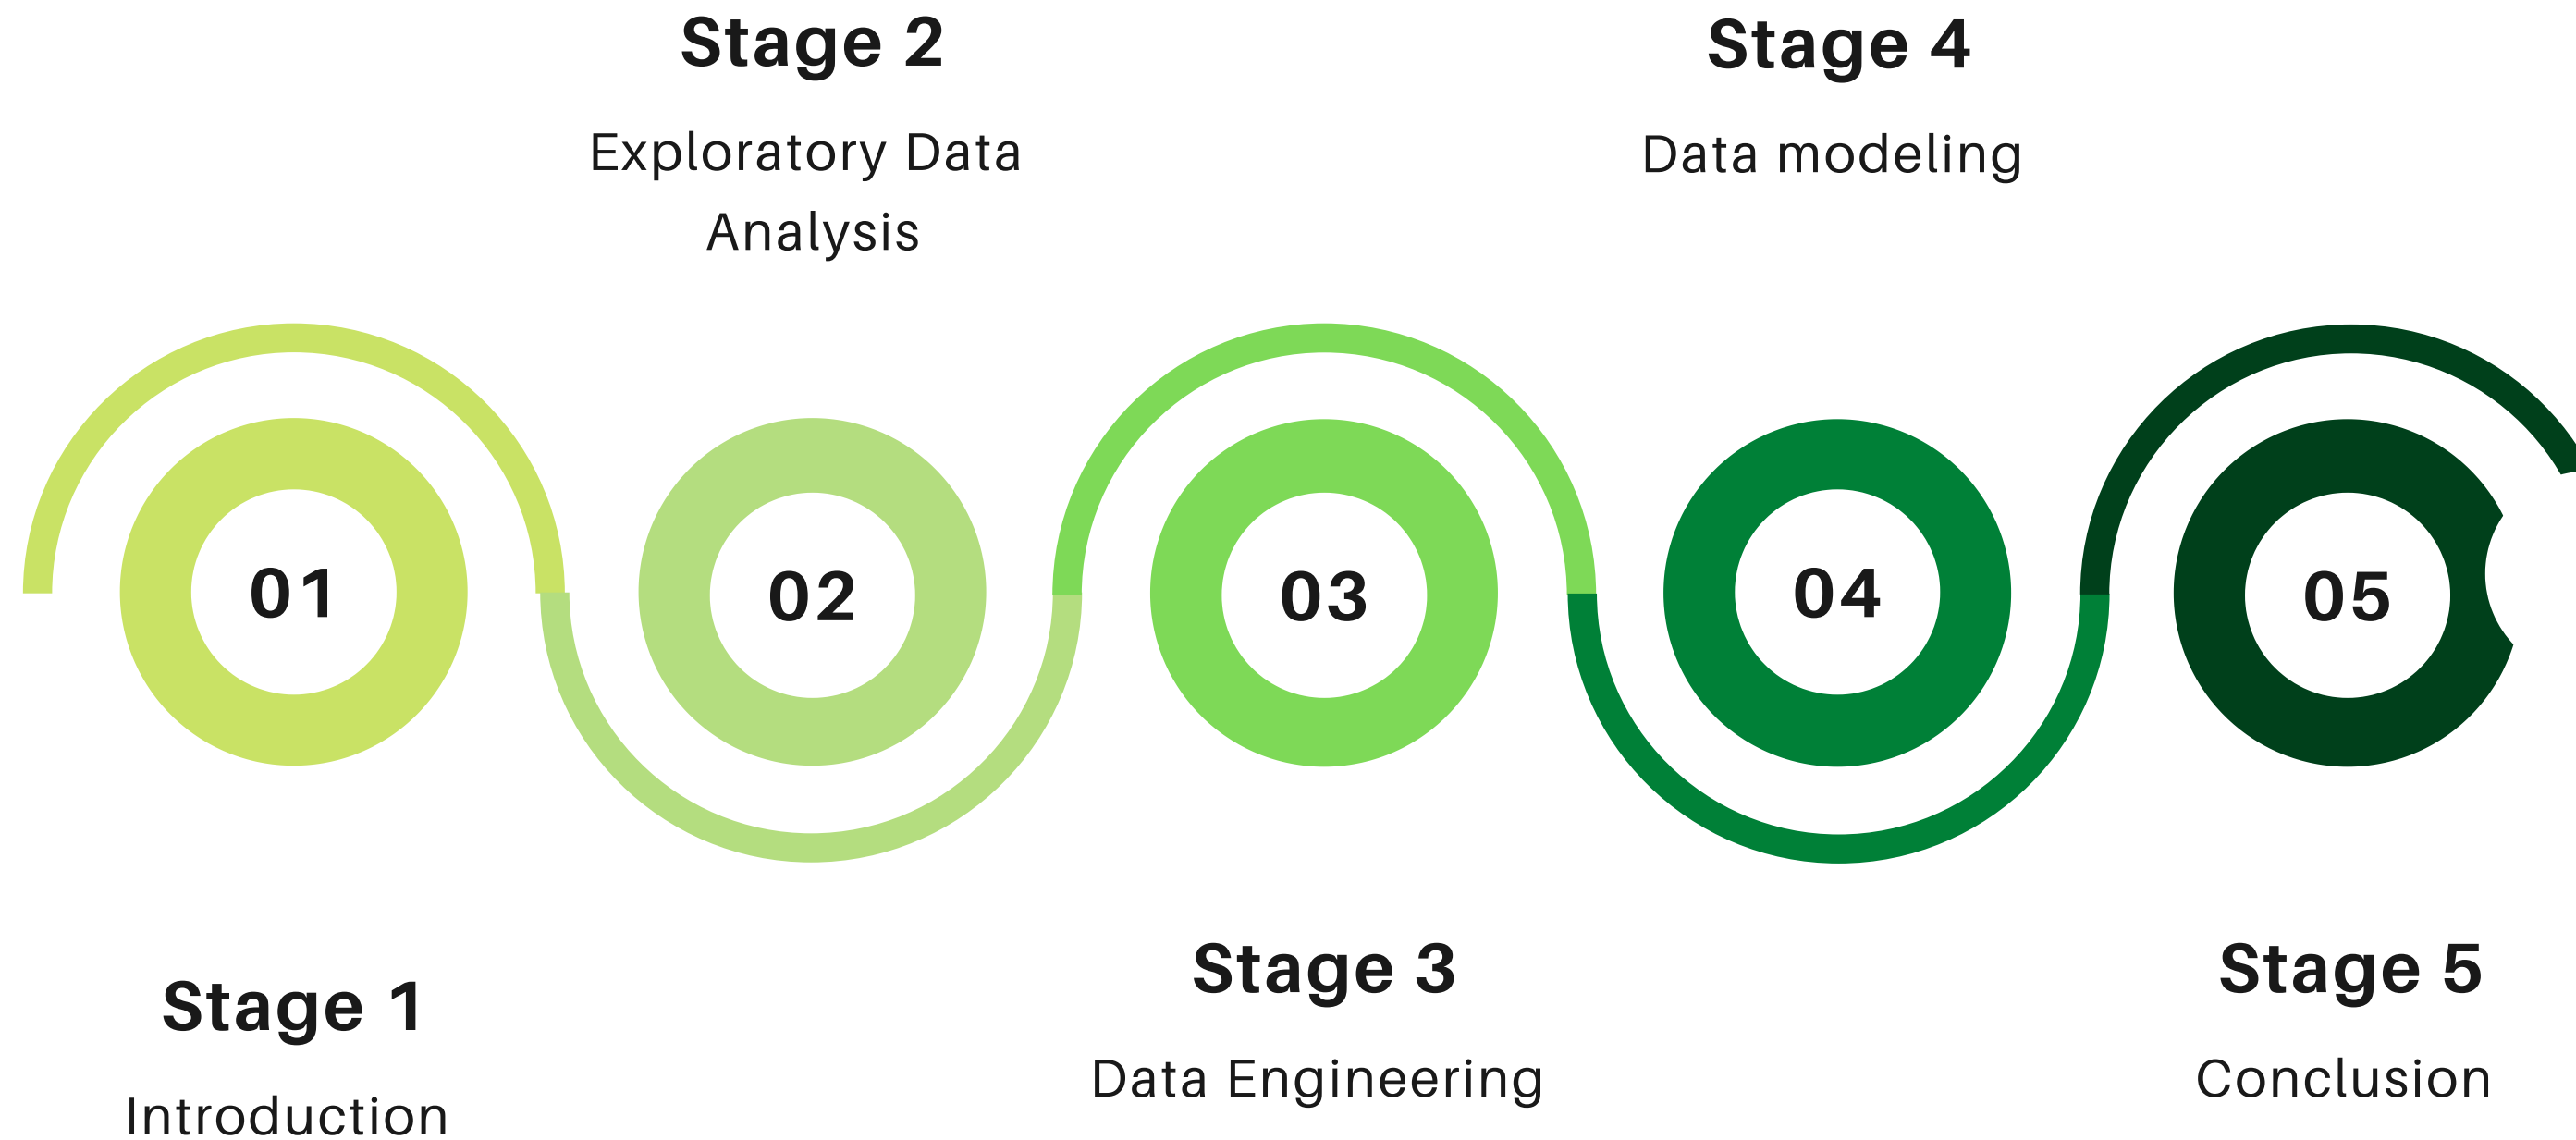 Stage 2
Exploratory Data
Analysis
Stage 4
Data modeling
01
02
03
04
05
Stage 1
Introduction
Stage 3
Data Engineering
Stage 5
Conclusion